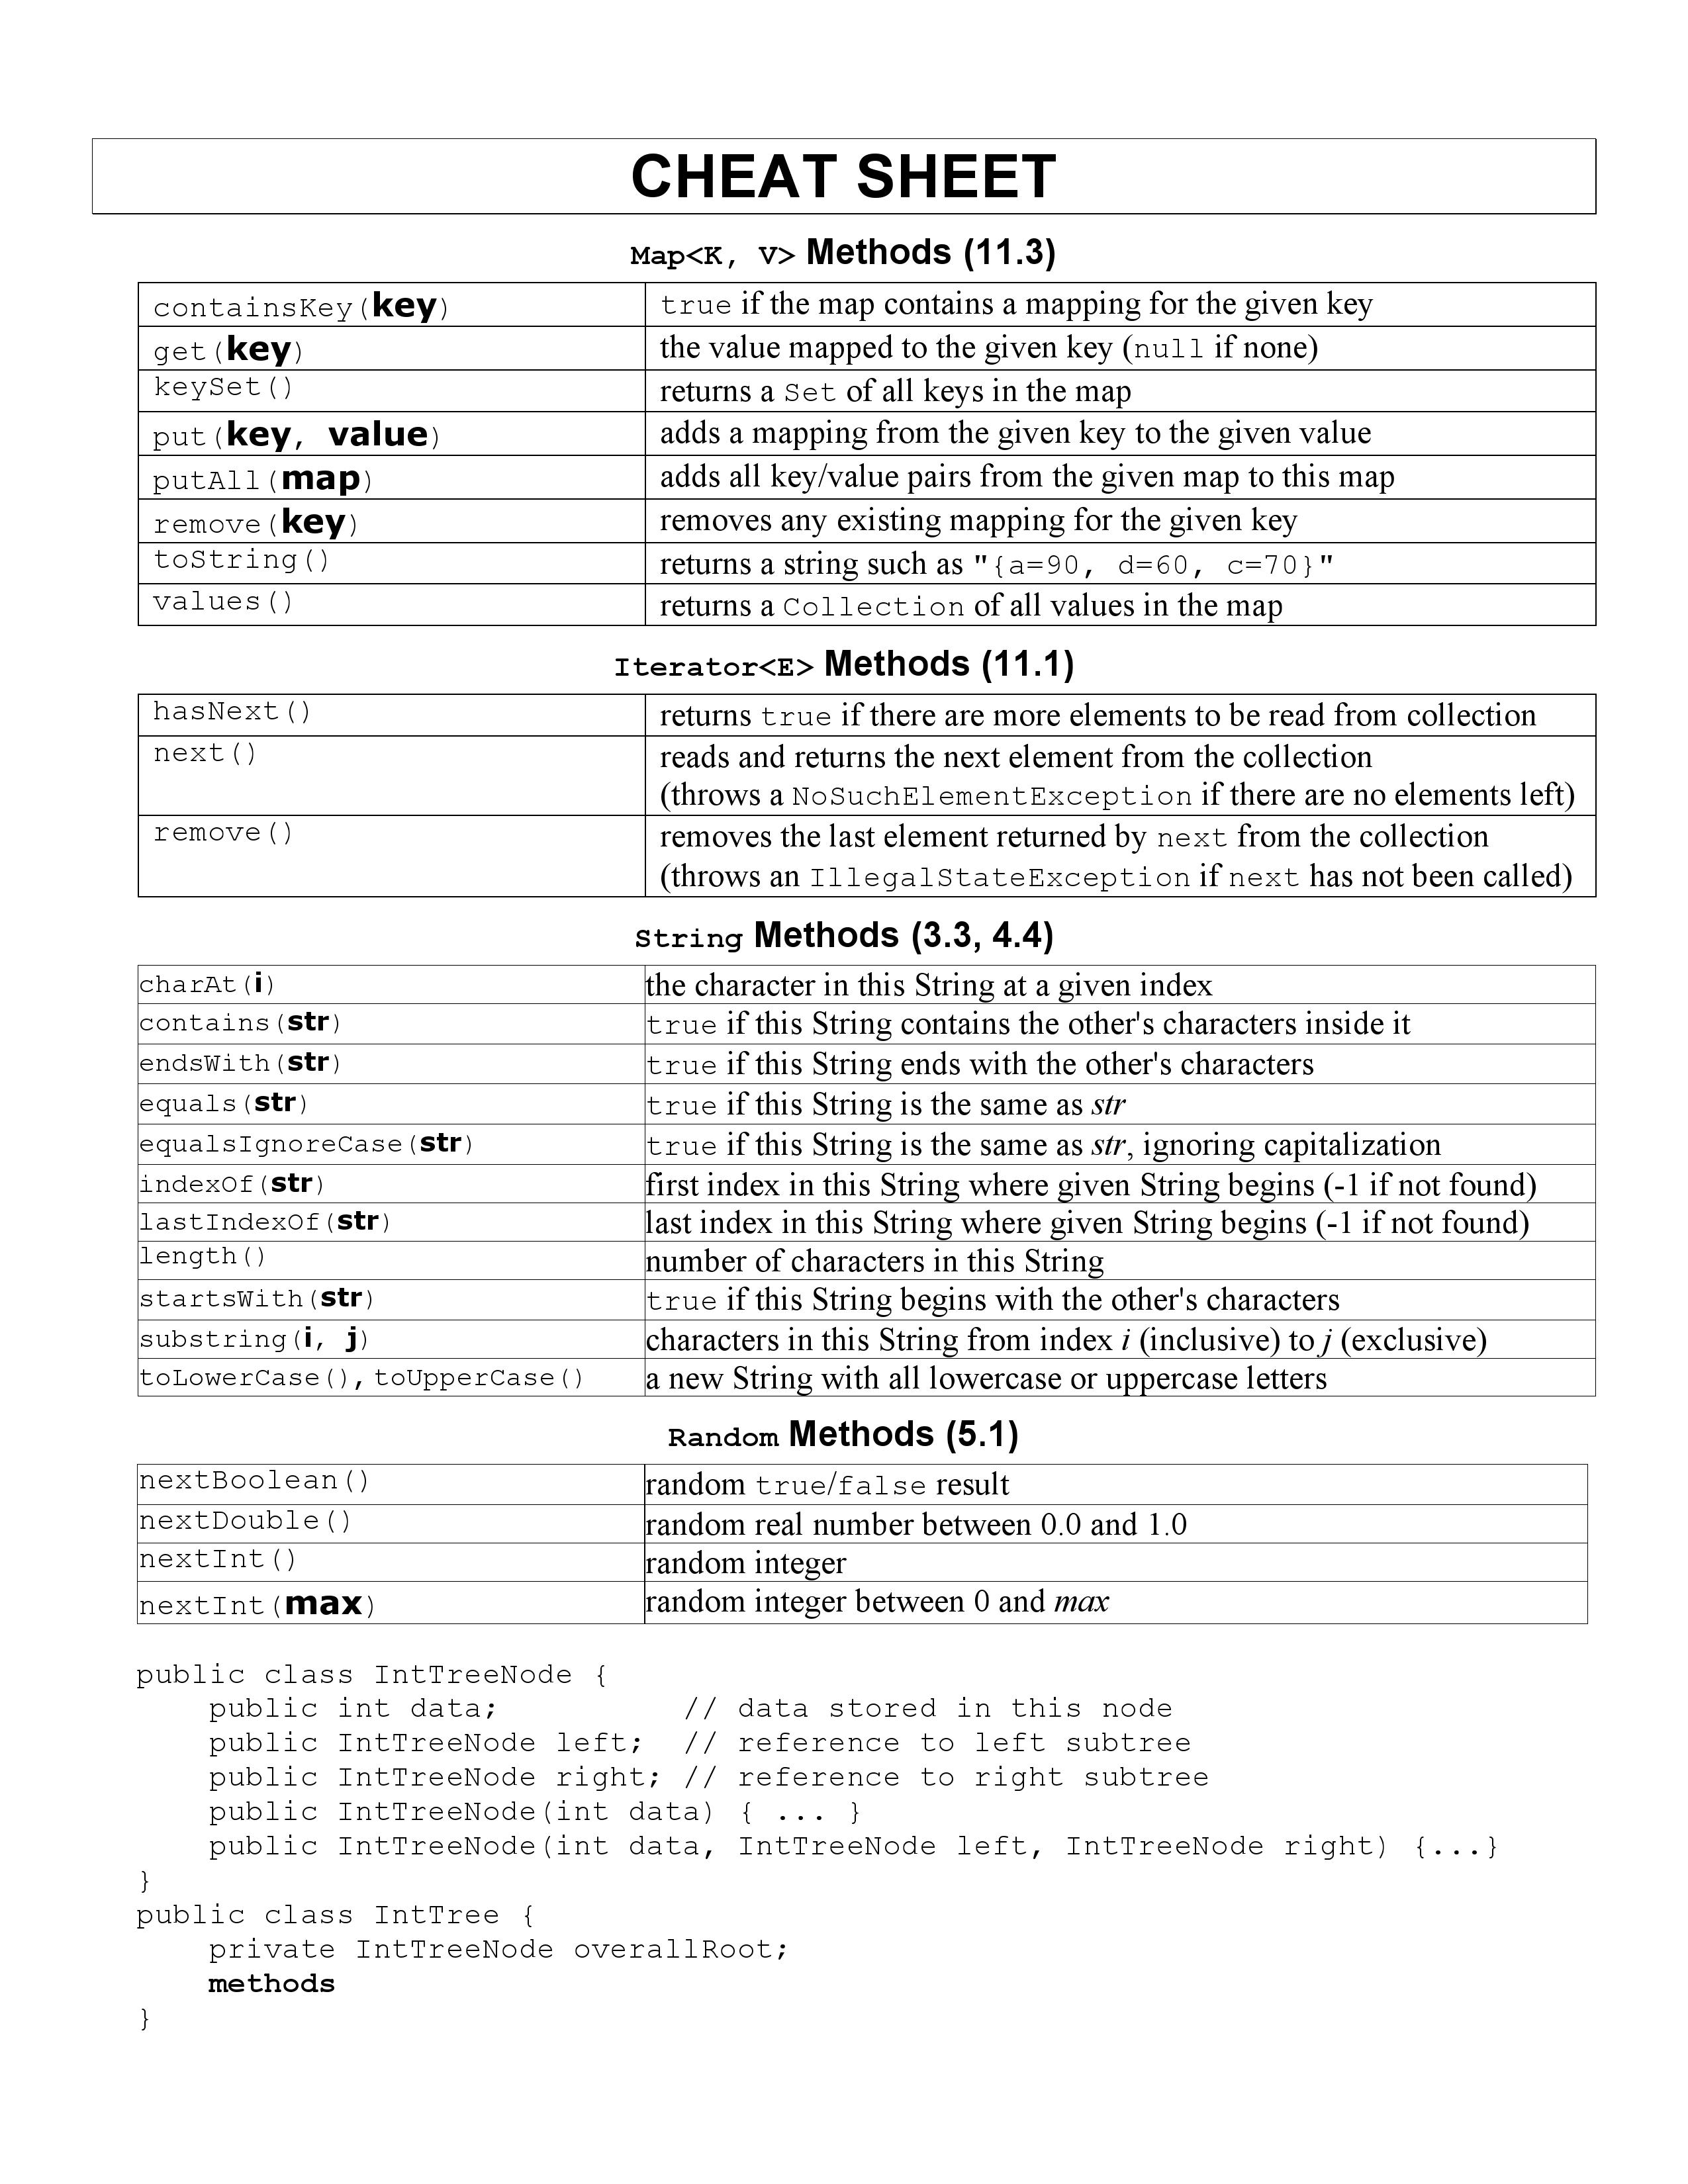 CHEAT SHEET
Map<K, V> Methods (11.3)
containsKey(key) true if the map contains a mapping for the given key
get(key) the value mapped to the given key (null if none)
keySet() returns a Set of all keys in the map
put(key, value) adds a mapping from the given key to the given value
putAll(map) adds all key/value pairs from the given map to this map
remove(key) removes any existing mapping for the given key
toString() returns a string such as "{a=90, d=60, c=70}"
values() returns a Collection of all values in the map
Iterator<E> Methods (11.1)
hasNext() returns true if there are more elements to be read from collection
next() reads and returns the next element from the collection
(throws a NoSuchElementException if there are no elements left)
remove() removes the last element returned by next from the collection
(throws an IllegalStateException if next has not been called)
String Methods (3.3, 4.4)
charAt(i) the character in this String at a given index
contains(str) true if this String contains the other's characters inside it
endsWith(str) true if this String ends with the other's characters
equals(str) true if this String is the same as str
equalsIgnoreCase(str) true if this String is the same as str, ignoring capitalization
indexOf(str) first index in this String where given String begins (-1 if not found)
lastIndexOf(str) last index in this String where given String begins (-1 if not found)
length() number of characters in this String
startsWith(str) true if this String begins with the other's characters
substring(i, j) characters in this String from index i (inclusive) to j (exclusive)
toLowerCase(), toUpperCase() a new String with all lowercase or uppercase letters
Random Methods (5.1)
nextBoolean() random true/false result
nextDouble() random real number between 0.0 and 1.0
nextInt() random integer
nextInt(max) random integer between 0 and max
public class IntTreeNode {
    public int data;          // data stored in this node
    public IntTreeNode left;  // reference to left subtree
    public IntTreeNode right; // reference to right subtree
    public IntTreeNode(int data) { ... }
    public IntTreeNode(int data, IntTreeNode left, IntTreeNode right) {...}
}
public class IntTree {
    private IntTreeNode overallRoot;
    methods
}